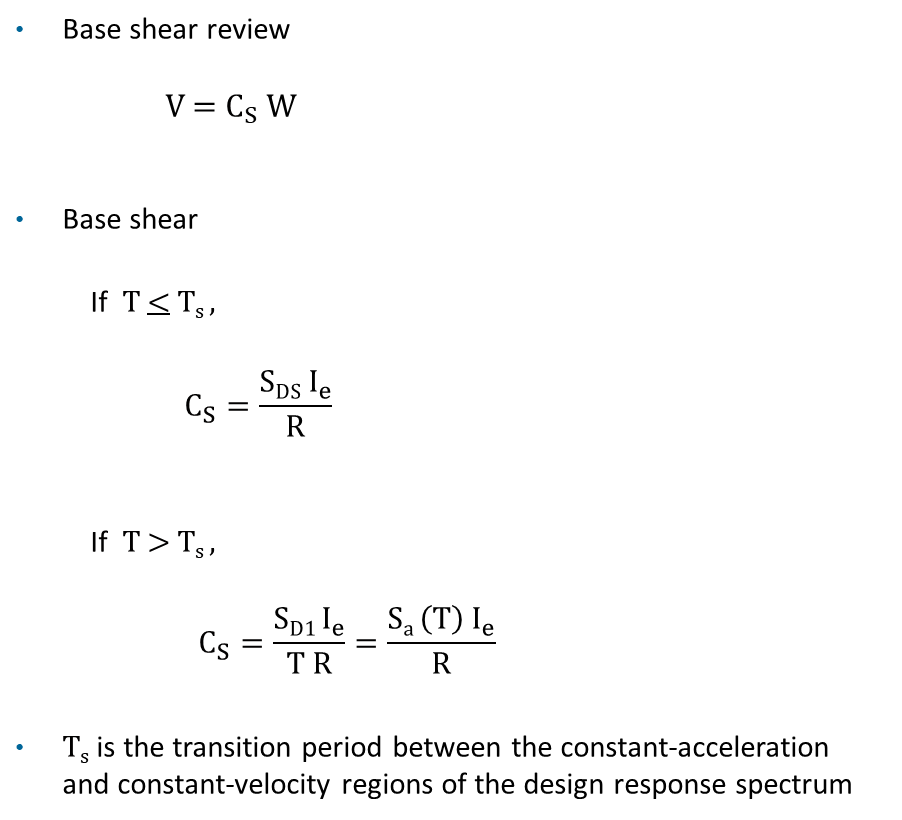 • Base shear review
V = C_S W
• Base shear
If T ≤ T_s,
C_S = (S_DS I_e) / R
If T > T_s,
C_S = (S_D1 I_e) / (T R) = (S_a (T) I_e) / R
• T_s is the transition period between the constant-acceleration
and constant-velocity regions of the design response spectrum